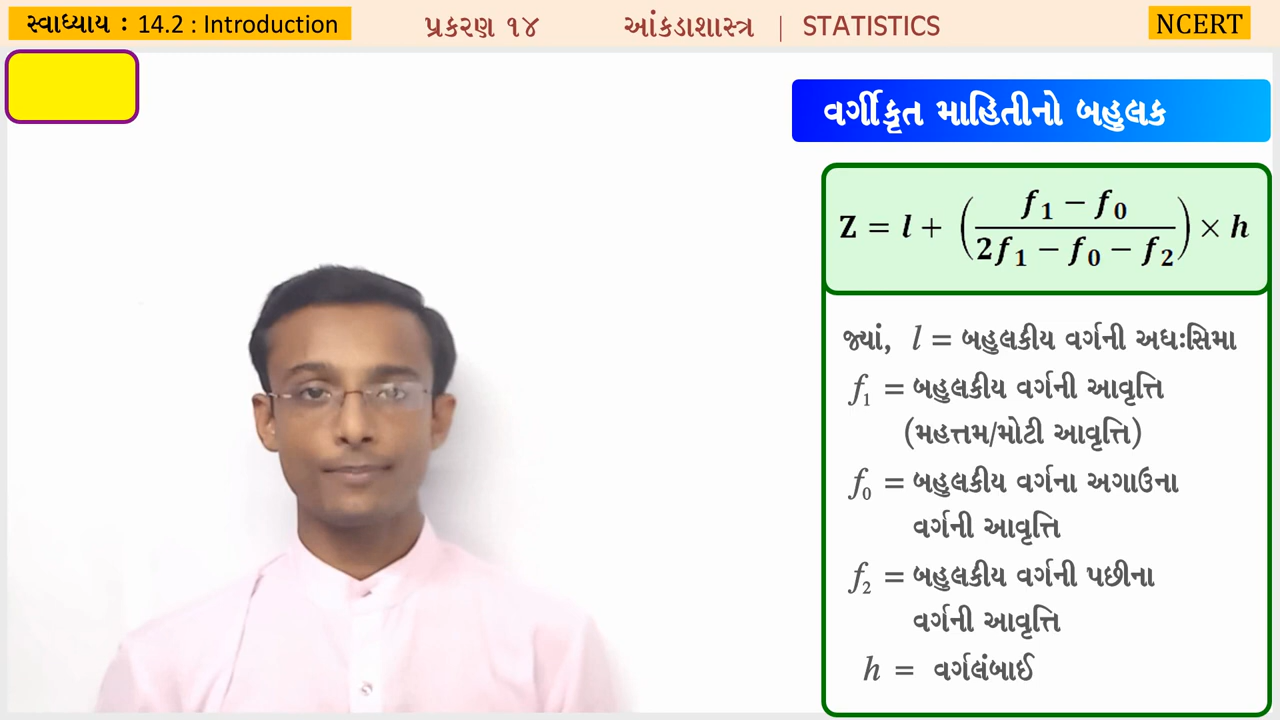 સ્વાધ્યાય : 14.2 : Introduction
પ્રકરણ ૧૪
આંકડાશાસ્ત્ર | STATISTICS
NCERT
વર્ગીકૃત માહિતીનો બહુલક
Z = l + ( (f₁ − f₀) / (2f₁ − f₀ − f₂) ) × h
જ્યાં, l = બહુલકીય વર્ગની અધઃસિમા
f₁ = બહુલકીય વર્ગની આવૃત્તિ
(મહત્તમ/મોટી આવૃત્તિ)
f₀ = બહુલકીય વર્ગના અગાઉના
વર્ગની આવૃત્તિ
f₂ = બહુલકીય વર્ગની પછીના
વર્ગની આવૃત્તિ
h = વર્ગલંબાઈ